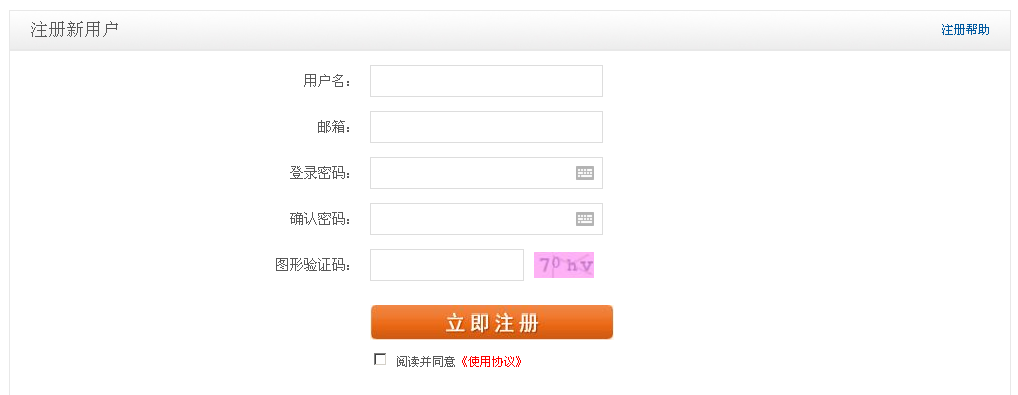 注册新用户 注册帮助
用户名：
邮箱：
登录密码：
确认密码：
图形验证码： 70hv
立即注册
阅读并同意《使用协议》